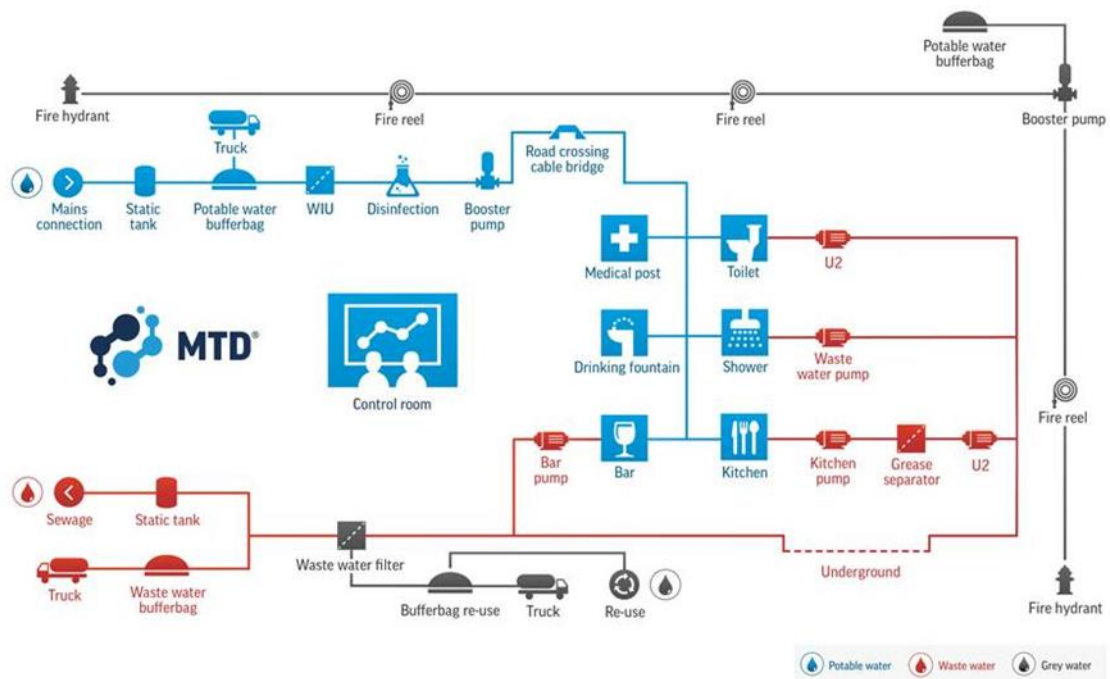 Potable water
bufferbag
Fire hydrant
Fire reel
Fire reel
Booster pump
Truck
Road crossing
cable bridge
Mains
connection
Static
tank
Potable water
bufferbag
WIU
Disinfection
Booster
pump
Medical post
Toilet
U2
MTD®
Control room
Drinking fountain
Shower
Waste
water pump
Fire reel
Bar
pump
Bar
Kitchen
Kitchen
pump
Grease
separator
U2
Sewage
Static tank
Waste water filter
Underground
Truck
Waste water
bufferbag
Bufferbag re-use
Truck
Re-use
Fire hydrant
Potable water
Waste water
Grey water